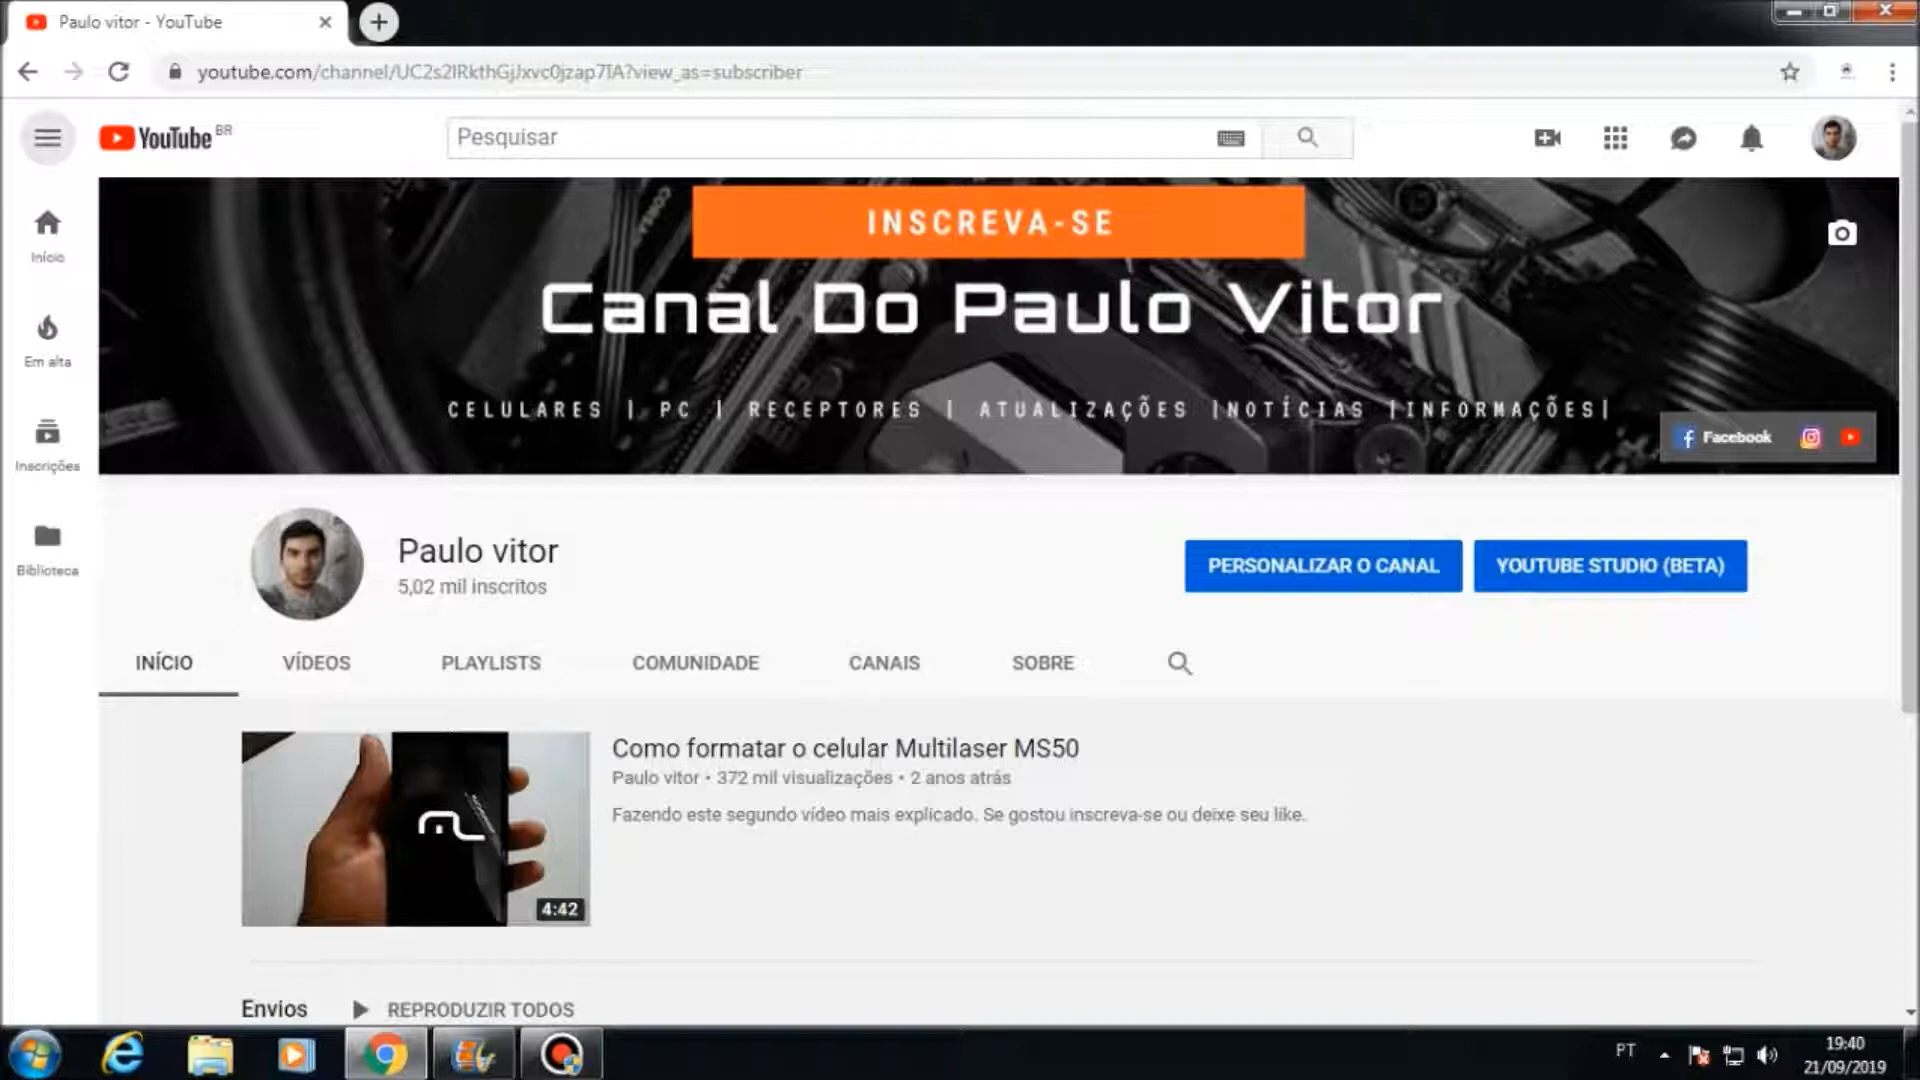 Paulo vitor - YouTube
youtube.com/channel/UC2s2lRkthGjJxvc0jzap7TA?view_as=subscriber
YouTube BR
Pesquisar
INSCREVA-SE
Canal Do Paulo Vitor
CELULARES | PC | RECEPTORES | ATUALIZAÇÕES |NOTÍCIAS |INFORMAÇÕES|
Facebook
Início
Em alta
Inscrições
Biblioteca
Paulo vitor
5,02 mil inscritos
PERSONALIZAR O CANAL
YOUTUBE STUDIO (BETA)
INÍCIO VÍDEOS PLAYLISTS COMUNIDADE CANAIS SOBRE
Como formatar o celular Multilaser MS50
Paulo vitor • 372 mil visualizações • 2 anos atrás
Fazendo este segundo vídeo mais explicado. Se gostou inscreva-se ou deixe seu like.
4:42
Envios REPRODUZIR TODOS
PT
19:40
21/09/2019